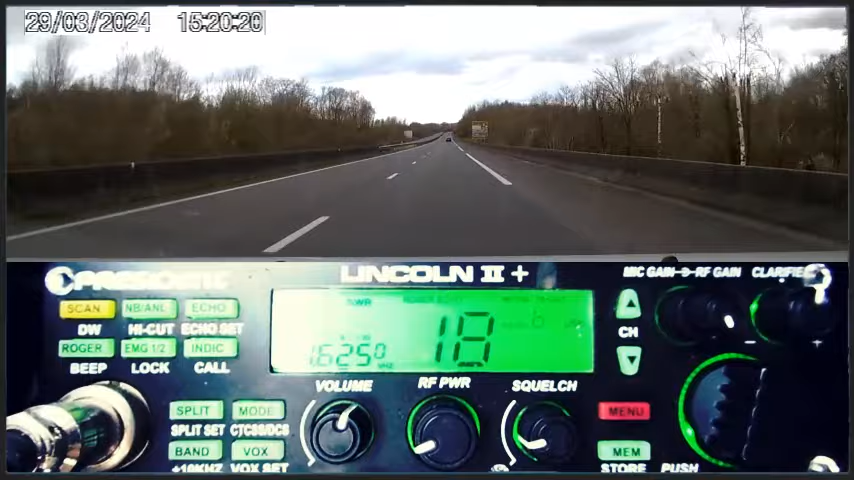 29/03/2024 15:20:20
PRESIDENT LINCOLN II +
MIC GAIN RF GAIN CLARIFIER
SCAN NB/ANL ECHO
DW HI-CUT ECHO SET
ROGER EMG 1/2 INDIC
BEEP LOCK CALL
18
1.6250
CH
VOLUME RF PWR SQUELCH
SPLIT MODE
SPLIT SET CTCSS/DCS
BAND VOX
+10KHZ VOX SET
MENU
MEM
STORE PUSH